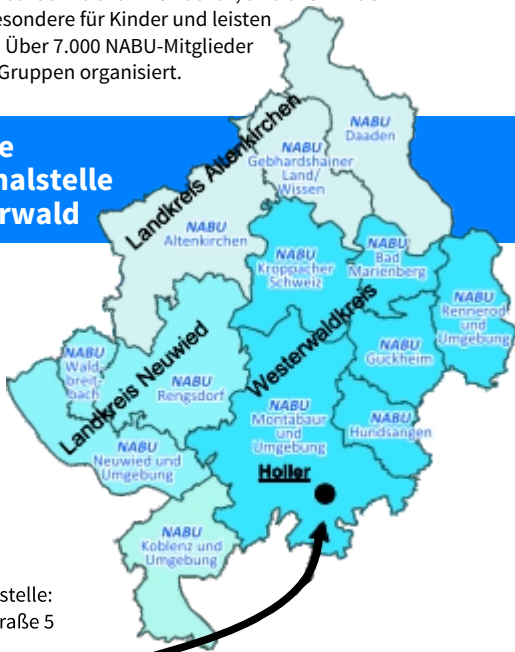 für Kinder und leisten
Über 7.000 NABU-Mitglieder
Gruppen organisiert.
NABU
Daaden
NABU
Gebhardshainer
Land/
Wissen
Landkreis Altenkirchen
NABU
Altenkirchen
NABU
Kroppacher
Schweiz
NABU
Bad
Marienberg
NABU
Rennerod
und
Umgebung
Westerwaldkreis
NABU
Guckheim
Landkreis Neuwied
NABU
Wald
breit-
bach
NABU
Rengsdorf
NABU
Montabaur
und
Umgebung
NABU
Hundsangen
NABU
Neuwied und
Umgebung
Holler
NABU
Koblenz und
Umgebung
stelle:
raße 5